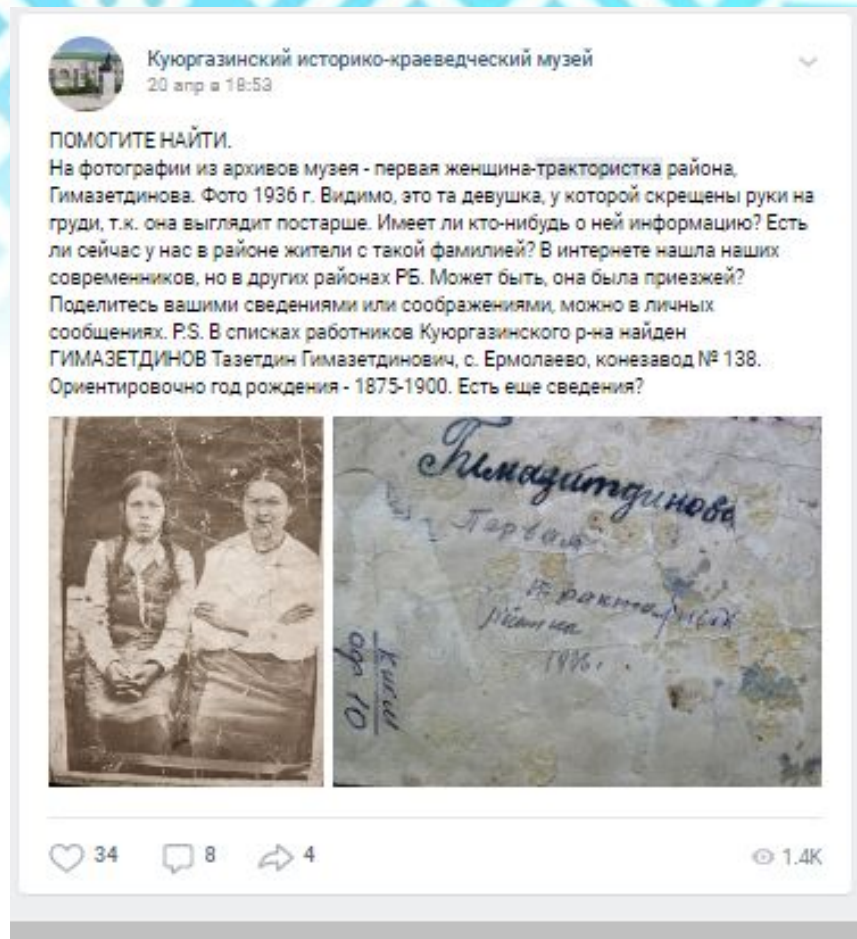 Куюргазинский историко-краеведческий музей
20 апр в 18:53
ПОМОГИТЕ НАЙТИ.
На фотографии из архивов музея - первая женщина-трактористка района,
Гимазетдинова. Фото 1936 г. Видимо, это та девушка, у которой скрещены руки на
груди, т.к. она выглядит постарше. Имеет ли кто-нибудь о ней информацию? Есть
ли сейчас у нас в районе жители с такой фамилией? В интернете нашла наших
современников, но в других районах РБ. Может быть, она была приезжей?
Поделитесь вашими сведениями или соображениями, можно в личных
сообщениях. P.S. В списках работников Куюргазинского р-на найден
ГИМАЗЕТДИНОВ Тазетдин Гимазетдинович, с. Ермолаево, конезавод № 138.
Ориентировочно год рождения - 1875-1900. Есть еще сведения?
Гимазитдинова
Первая
1936г.
КИКМ
оф 10
34
8
4
1.4K